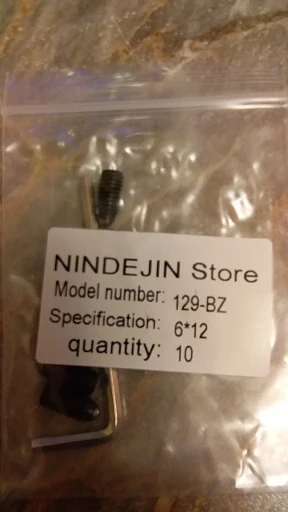 NINDEJIN Store
Model number: 129-BZ
Specification: 6*12
quantity: 10